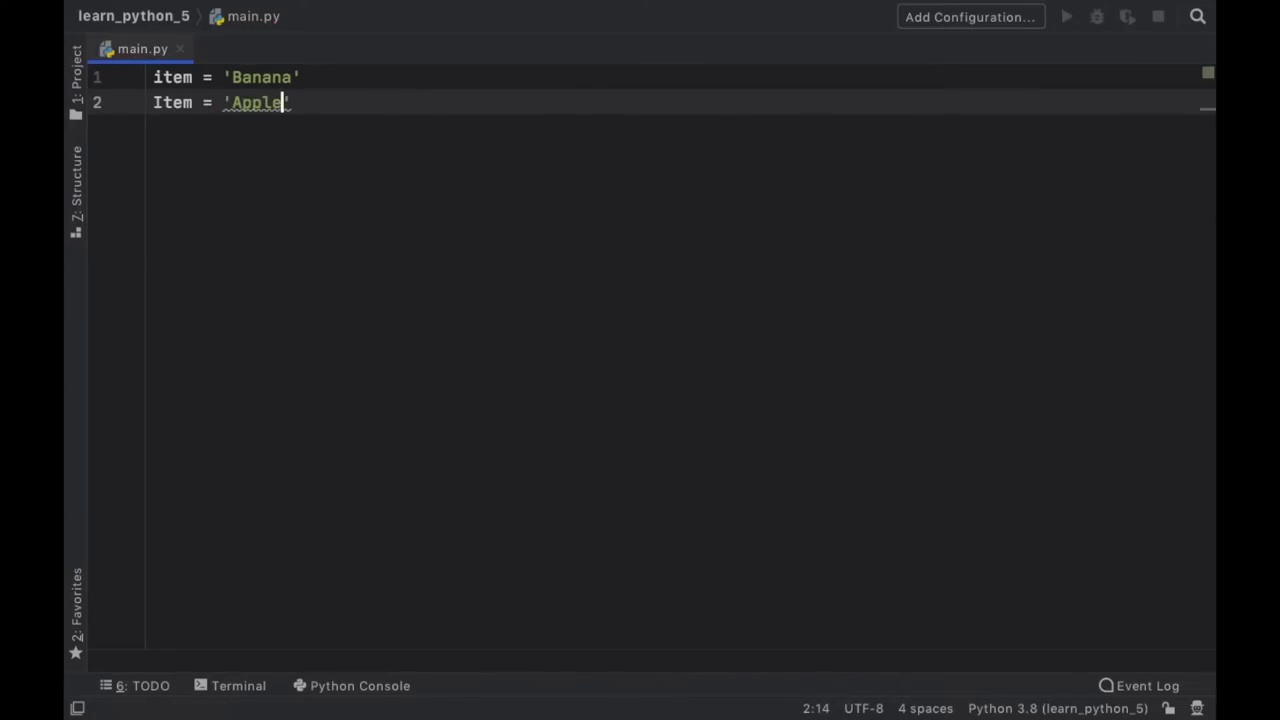 learn_python_5 〉 main.py
Add Configuration...
main.py
1: Project
7: Structure
2: Favorites
1 item = 'Banana'
2 Item = 'Apple'
6: TODO
Terminal
Python Console
Event Log
2:14
UTF-8
4 spaces
Python 3.8 (learn_python_5)